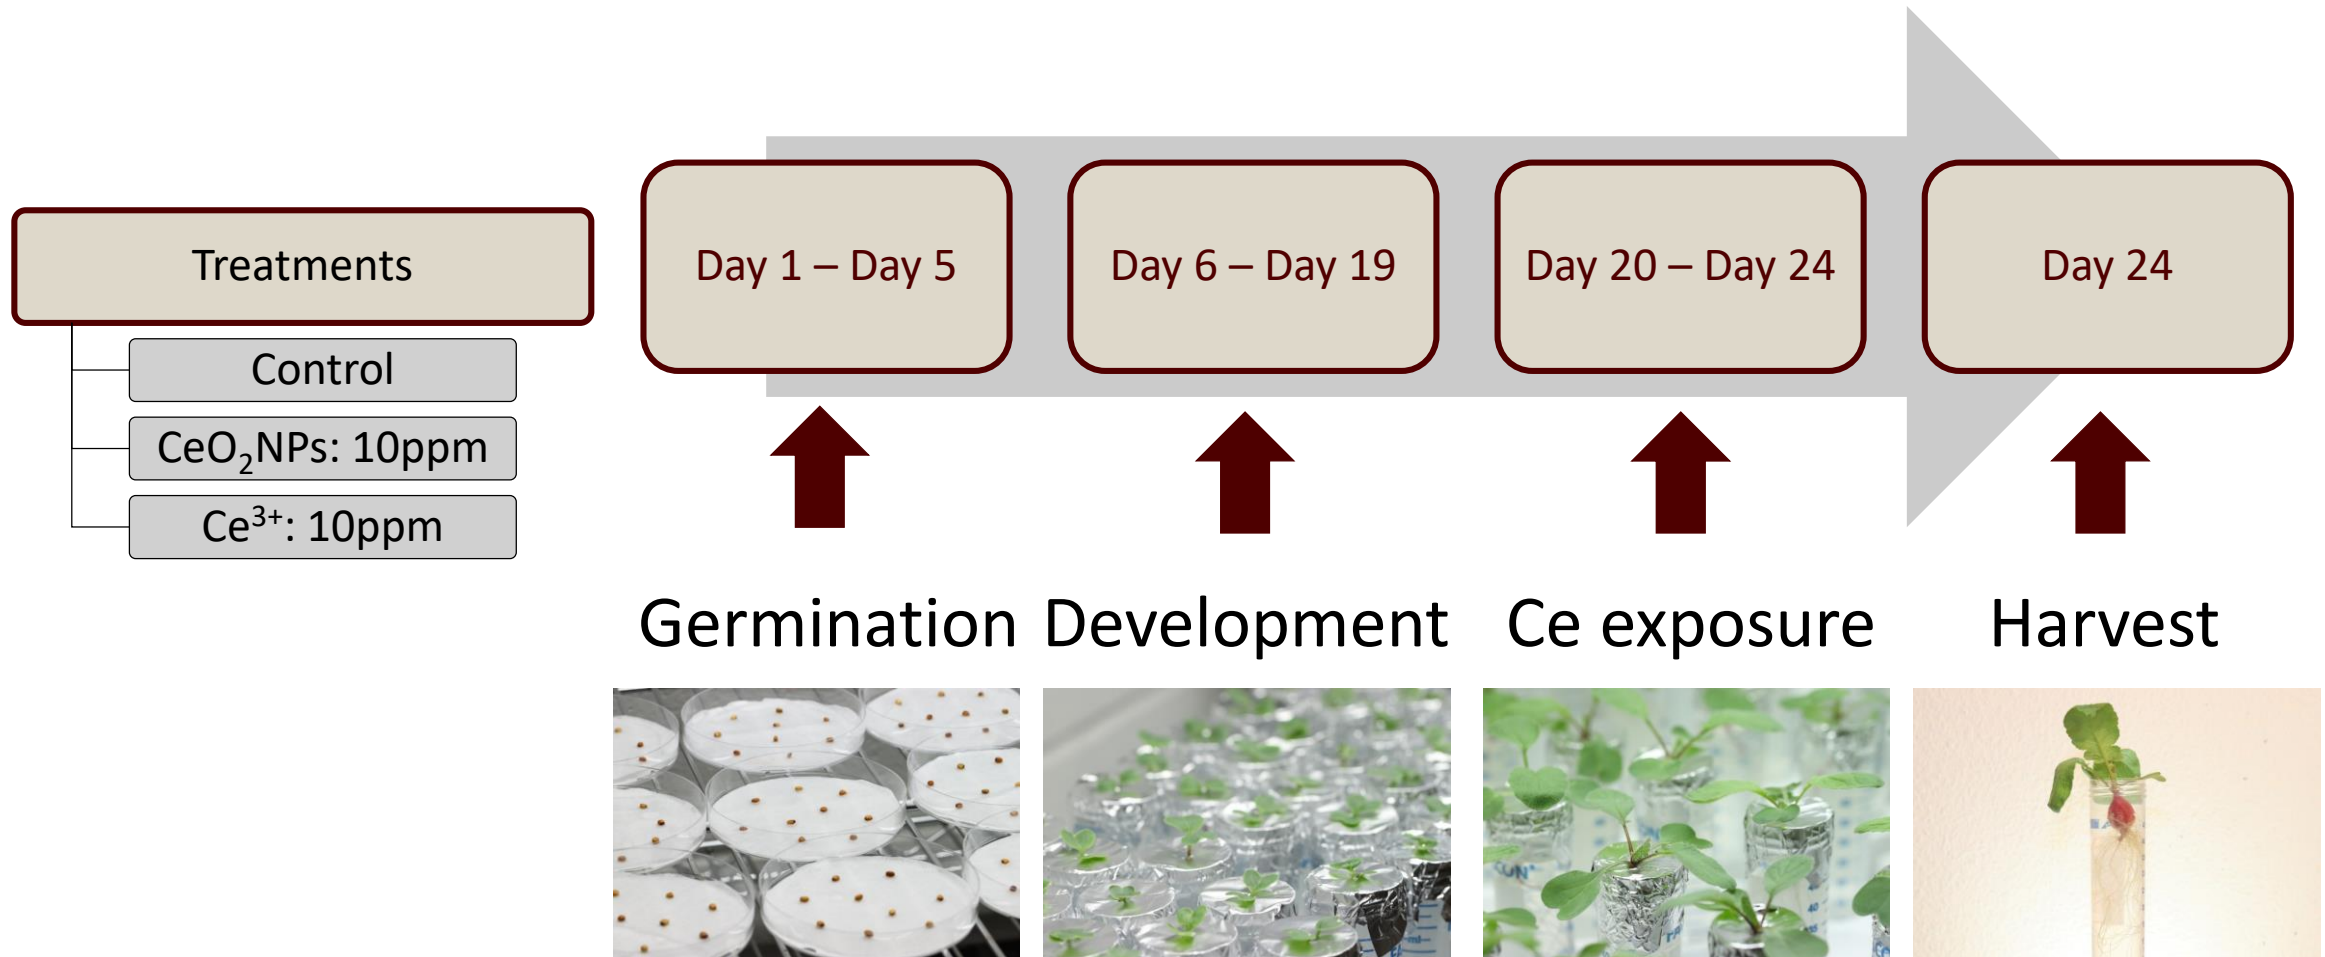 Treatments
Control
CeO₂NPs: 10ppm
Ce³⁺: 10ppm
Day 1 – Day 5
Day 6 – Day 19
Day 20 – Day 24
Day 24
Germination
Development
Ce exposure
Harvest